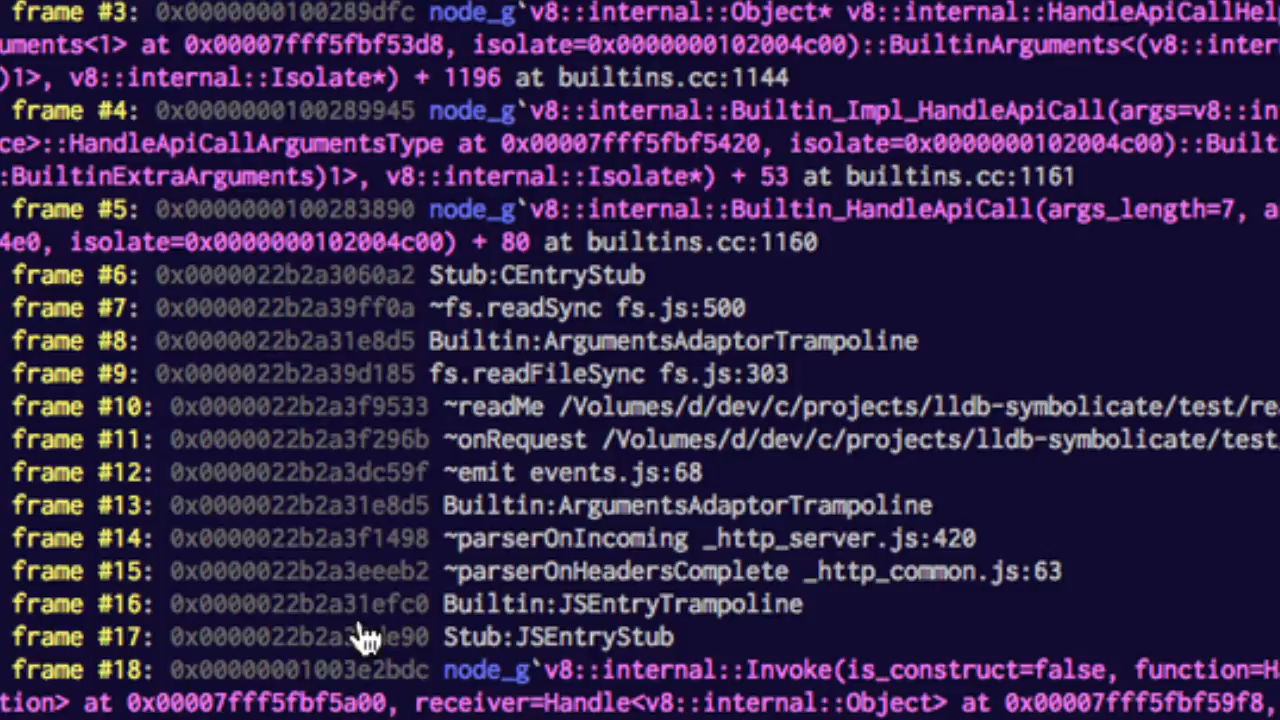 frame #3: 0x0000000100289dfc node_g`v8::internal::Object* v8::internal::HandleApiCallHel
uments<1> at 0x00007fff5fbf53d8, isolate=0x0000000102004c00)::BuiltinArguments<(v8::inter
)1>, v8::internal::Isolate*) + 1196 at builtins.cc:1144
frame #4: 0x0000000100289945 node_g`v8::internal::Builtin_Impl_HandleApiCall(args=v8::in
ce>::HandleApiCallArgumentsType at 0x00007fff5fbf5420, isolate=0x0000000102004c00)::Built
:BuiltinExtraArguments)1>, v8::internal::Isolate*) + 53 at builtins.cc:1161
frame #5: 0x0000000100283890 node_g`v8::internal::Builtin_HandleApiCall(args_length=7, a
4e0, isolate=0x0000000102004c00) + 80 at builtins.cc:1160
frame #6: 0x0000022b2a3060a2 Stub:CEntryStub
frame #7: 0x0000022b2a39ff0a ~fs.readSync fs.js:500
frame #8: 0x0000022b2a31e8d5 Builtin:ArgumentsAdaptorTrampoline
frame #9: 0x0000022b2a39d185 fs.readFileSync fs.js:303
frame #10: 0x0000022b2a3f9533 ~readMe /Volumes/d/dev/c/projects/lldb-symbolicate/test/re
frame #11: 0x0000022b2a3f296b ~onRequest /Volumes/d/dev/c/projects/lldb-symbolicate/test
frame #12: 0x0000022b2a3dc59f ~emit events.js:68
frame #13: 0x0000022b2a31e8d5 Builtin:ArgumentsAdaptorTrampoline
frame #14: 0x0000022b2a3f1498 ~parserOnIncoming _http_server.js:420
frame #15: 0x0000022b2a3eeeb2 ~parserOnHeadersComplete _http_common.js:63
frame #16: 0x0000022b2a31efc0 Builtin:JSEntryTrampoline
frame #17: Stub:JSEntryStub
frame #18: 0x00000001003e2bdc node_g`v8::internal::Invoke(is_construct=false, function=H
tion> at 0x00007fff5fbf5a00, receiver=Handle<v8::internal::Object> at 0x00007fff5fbf59f8,